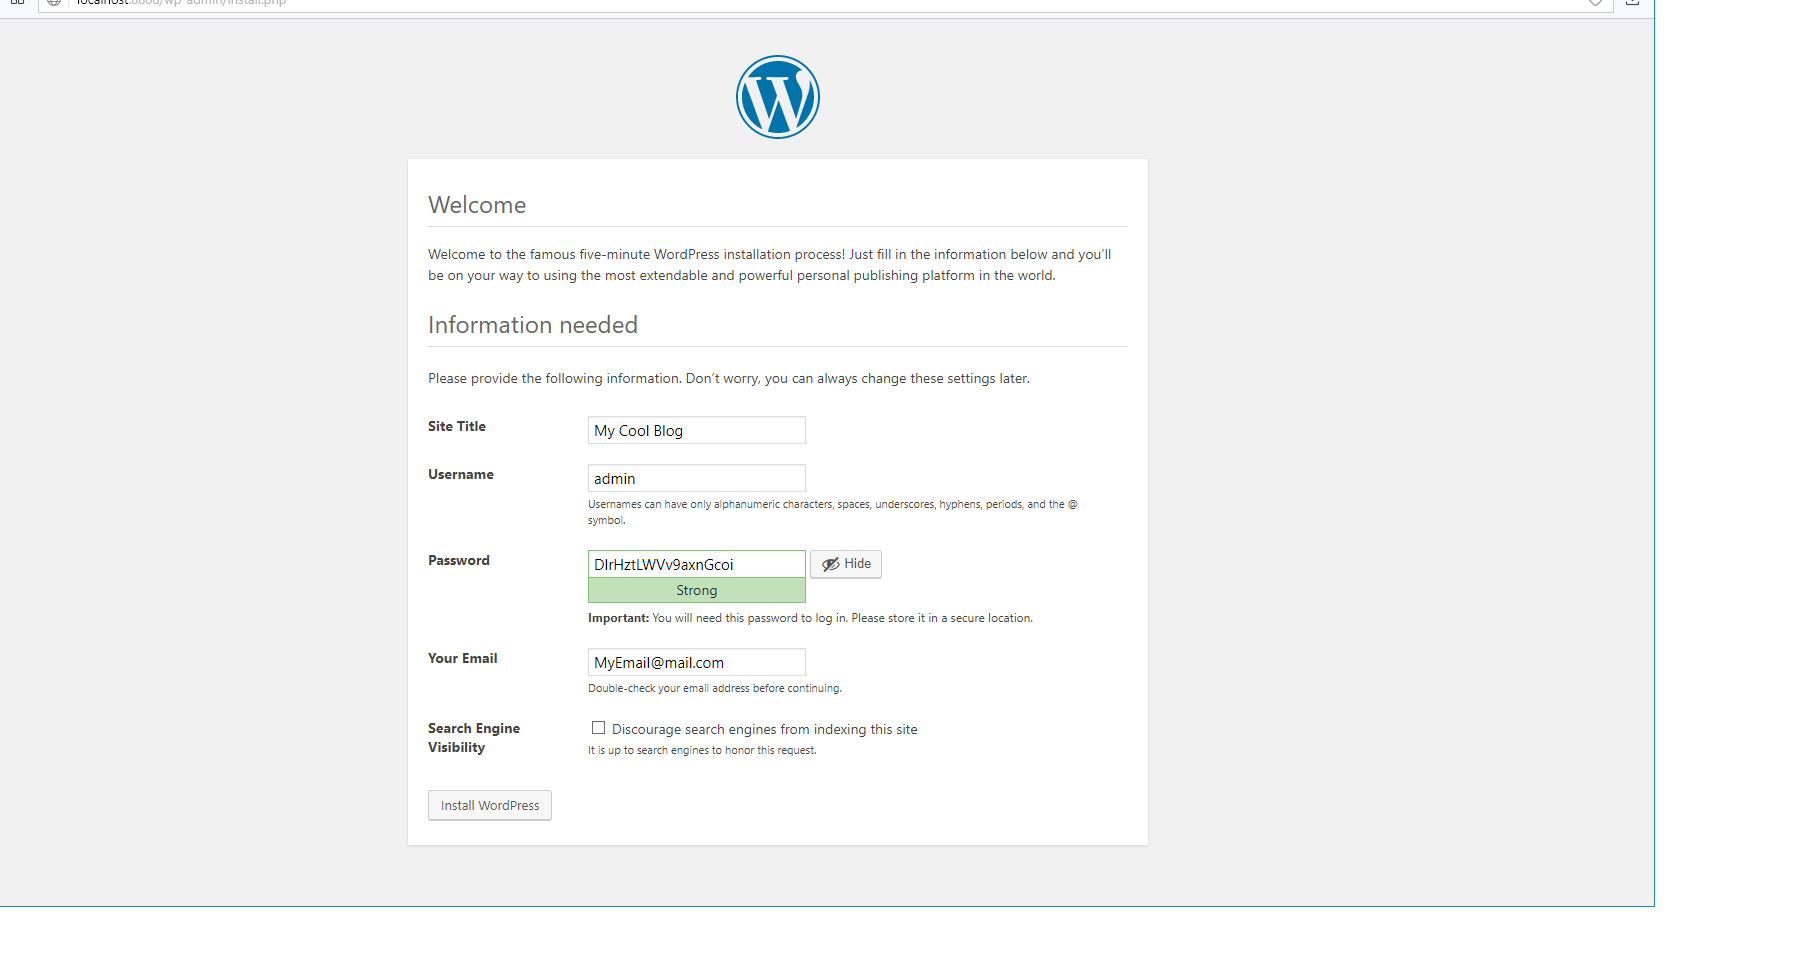 localhost:8888/wp-admin/install.php
Welcome
Welcome to the famous five-minute WordPress installation process! Just fill in the information below and you’ll
be on your way to using the most extendable and powerful personal publishing platform in the world.
Information needed
Please provide the following information. Don’t worry, you can always change these settings later.
Site Title
My Cool Blog
Username
admin
Usernames can have only alphanumeric characters, spaces, underscores, hyphens, periods, and the @
symbol.
Password
DIrHztLWVv9axnGcoi
Hide
Strong
Important: You will need this password to log in. Please store it in a secure location.
Your Email
MyEmail@mail.com
Double-check your email address before continuing.
Search Engine
Visibility
Discourage search engines from indexing this site
It is up to search engines to honor this request.
Install WordPress